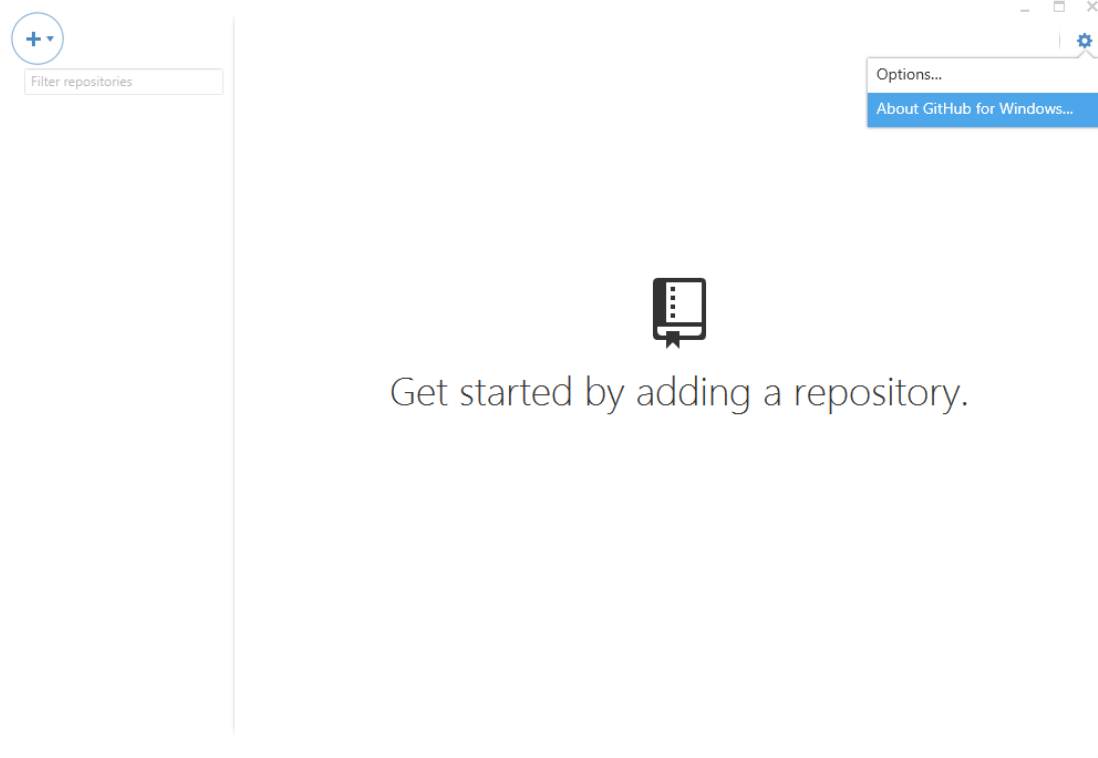 Filter repositories
Options...
About GitHub for Windows...
Get started by adding a repository.